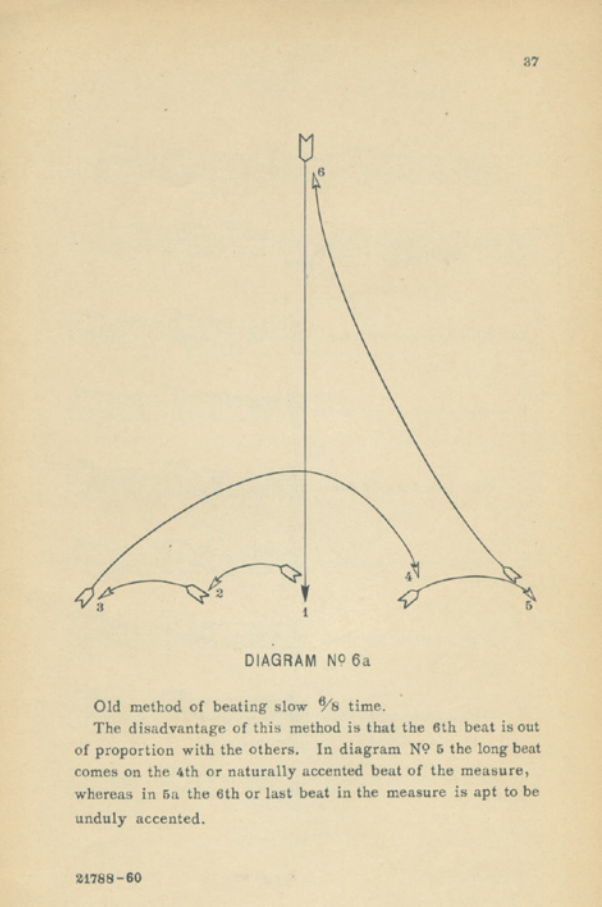 37
6
4
2
3
5
1
DIAGRAM Nº 6a
Old method of beating slow 6/8 time.
The disadvantage of this method is that the 6th beat is out
of proportion with the others. In diagram Nº 5 the long beat
comes on the 4th or naturally accented beat of the measure,
whereas in 5a the 6th or last beat in the measure is apt to be
unduly accented.
21788-60